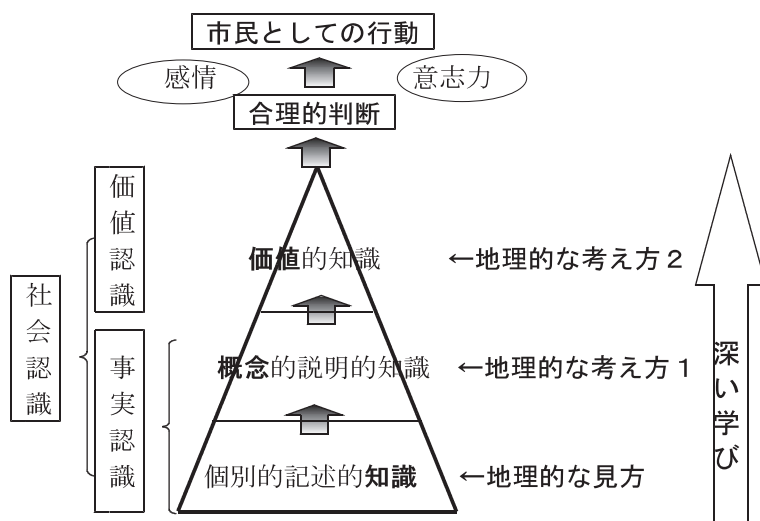 市民としての行動
感情
意志力
合理的判断
価値認識
価値的知識
←地理的な考え方2
社会認識
事実認識
概念的説明的知識
←地理的な考え方1
深い学び
個別的記述的知識
←地理的な見方